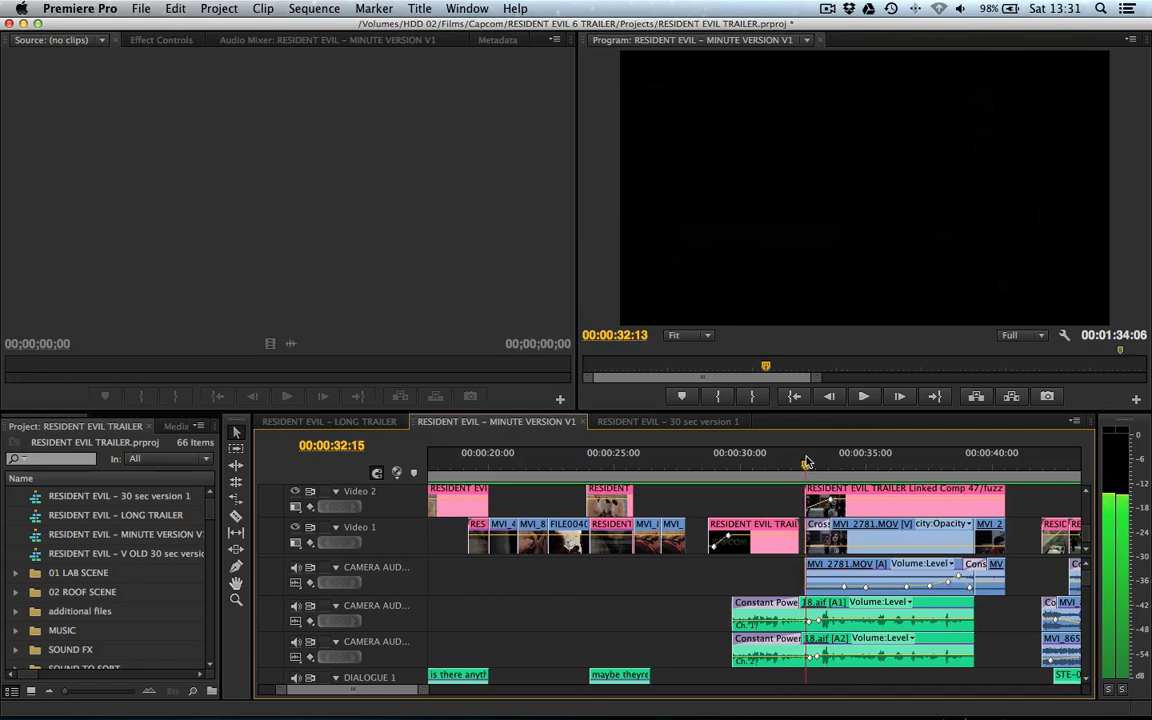 Premiere Pro File Edit Project Clip Sequence Marker Title Window Help 98% Sat 13:31
/Volumes/HDD 02/Films/Capcom/RESIDENT EVIL 6 TRAILER/Projects/RESIDENT EVIL TRAILER.prproj *
Source: (no clips) Effect Controls Audio Mixer: RESIDENT EVIL – MINUTE VERSION V1 Metadata
Program: RESIDENT EVIL – MINUTE VERSION V1
00;00;00;00 00;00;00;00
00:00:32:13 Fit Full 00:01:34:06
Project: RESIDENT EVIL TRAILER Media
RESIDENT EVIL TRAILER.prproj 66 Items
In: All
Name
RESIDENT EVIL – 30 sec version 1
RESIDENT EVIL – LONG TRAILER
RESIDENT EVIL – MINUTE VERSION V
RESIDENT EVIL – V OLD 30 sec versi
01 LAB SCENE
02 ROOF SCENE
additional files
MUSIC
SOUND FX
SOUND TO SORT
RESIDENT EVIL – LONG TRAILER RESIDENT EVIL – MINUTE VERSION V1 RESIDENT EVIL – 30 sec version 1
00:00:32:15
00:00:20:00 00:00:25:00 00:00:30:00 00:00:35:00 00:00:40:00
Video 2 RESIDENT EVI RESIDENT RESIDENT EVIL TRAILER Linked Comp 47/fuzz
Video 1 RES MVI_4 MVI_8 FILE004C RESIDENT MVI_ MVI_ RESIDENT EVIL TRAIL Cross MVI_2781.MOV [V] city:Opacity MVI_2 RESID RE
CAPCOM
CAMERA AUD... MVI_2781.MOV [A] Volume:Level Cons MV
CAMERA AUD... Constant Powe 18.aif [A1] Volume:Level Co MVI_
Ch. 1
CAMERA AUD... Constant Powe 18.aif [A2] Volume:Level MVI_865
Ch. 2
DIALOGUE 1 is there anyth maybe theyre STE-0
0
-6
-12
-18
-24
-30
-36
-42
-48
-54
dB
S S